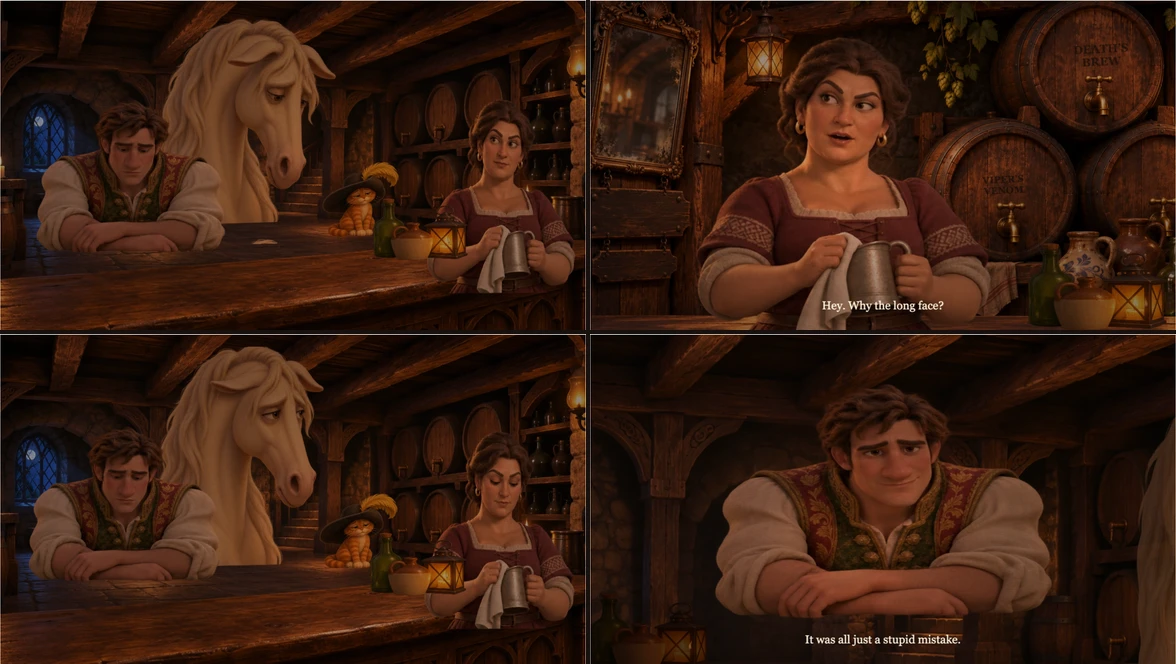 DEATH'S
BREW
VIPER'S
VENOM
Hey. Why the long face?
It was all just a stupid mistake.